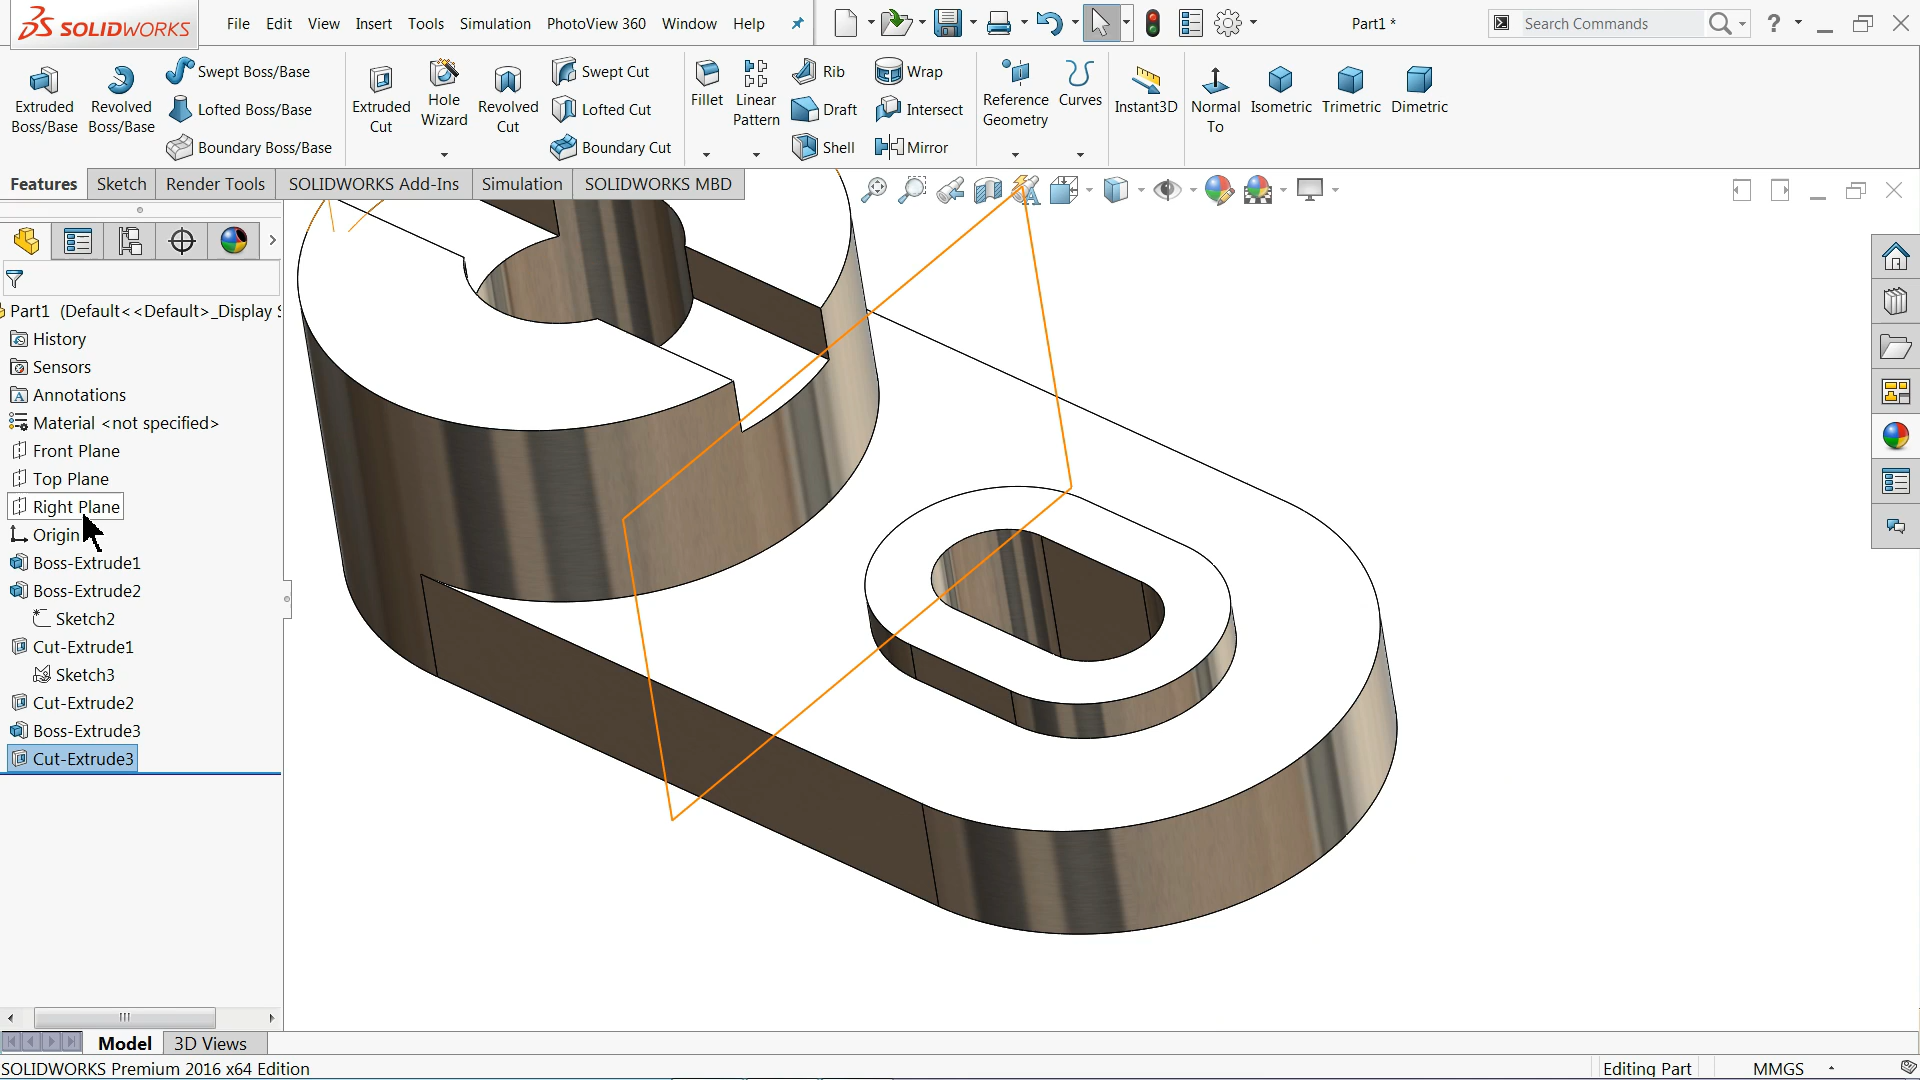 SOLIDWORKS File Edit View Insert Tools Simulation PhotoView 360 Window Help Part1 * Search Commands ?
Extruded Boss/Base Revolved Boss/Base Swept Boss/Base Lofted Boss/Base Boundary Boss/Base
Extruded Cut Hole Wizard Revolved Cut Swept Cut Lofted Cut Boundary Cut
Fillet Linear Pattern Rib Draft Shell Wrap Intersect Mirror
Reference Geometry Curves Instant3D Normal To Isometric Trimetric Dimetric
Features Sketch Render Tools SOLIDWORKS Add-Ins Simulation SOLIDWORKS MBD
Part1 (Default<<Default>_Display
History
Sensors
Annotations
Material <not specified>
Front Plane
Top Plane
Right Plane
Origin
Boss-Extrude1
Boss-Extrude2
Sketch2
Cut-Extrude1
Sketch3
Cut-Extrude2
Boss-Extrude3
Cut-Extrude3
Model 3D Views
SOLIDWORKS Premium 2016 x64 Edition Editing Part MMGS